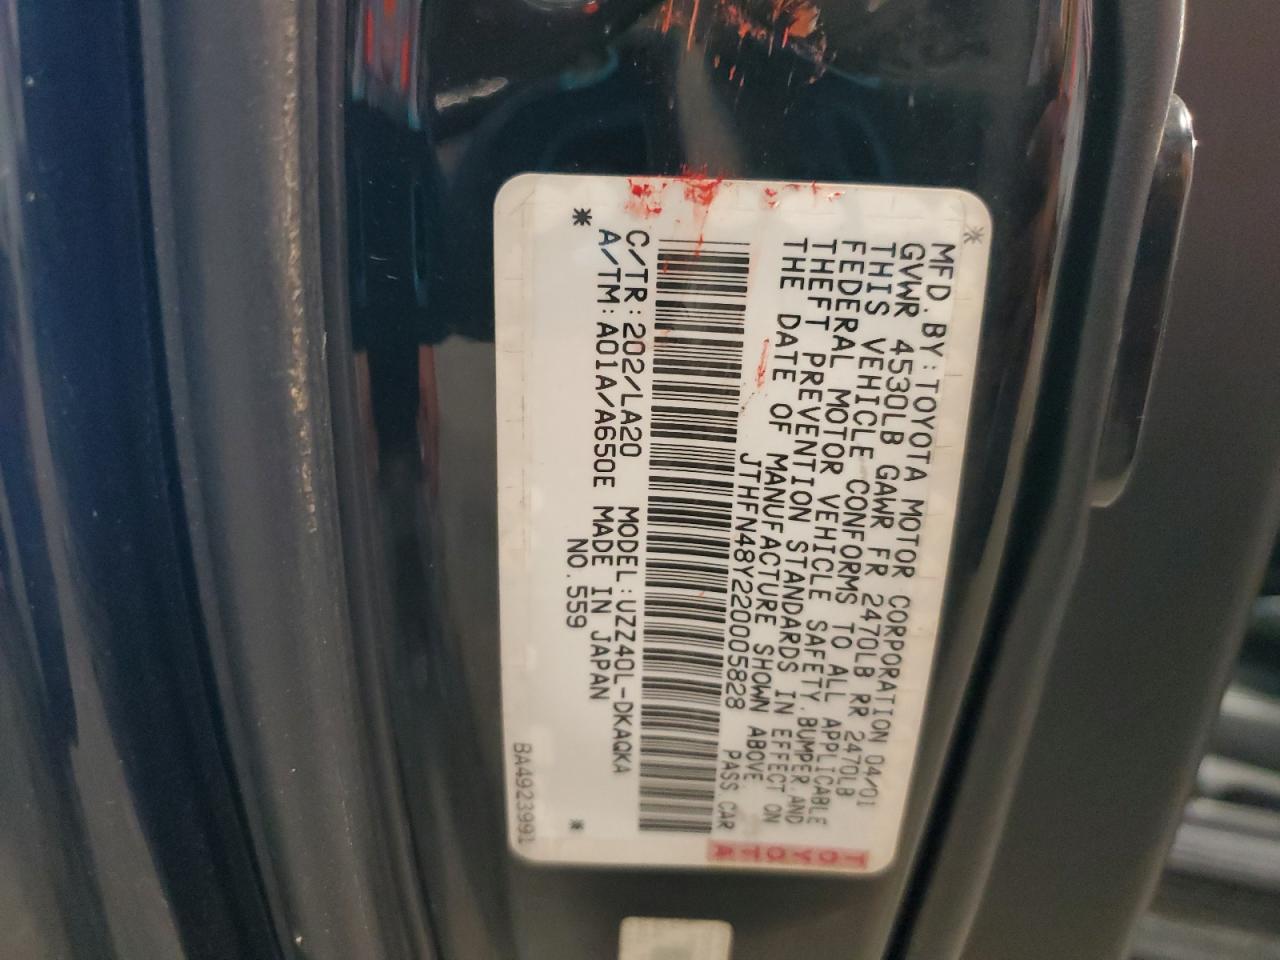 MFD.BY:TOYOTA MOTOR CORPORATION 04/01
GVWR 4530LB GAWR FR 2470LB RR 2470LB
THIS VEHICLE CONFORMS TO ALL APPLICABLE
FEDERAL MOTOR VEHICLE SAFETY,BUMPER,AND
THEFT PREVENTION STANDARDS IN EFFECT ON
THE DATE OF MANUFACTURE SHOWN ABOVE.
JTHFN48Y220005828 PASS.CAR
C/TR:202/LA20 MODEL:UZZ40L-DKAQKA
A/TM:A01A/A650E MADE IN JAPAN
* NO.559 *
BA4923991
TOYOTA